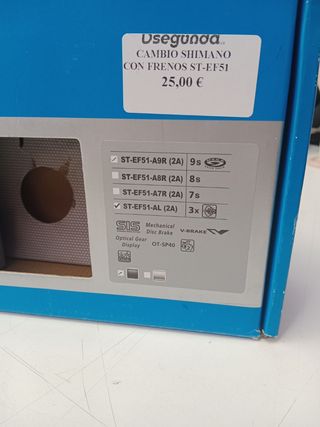 Dsegunda..
CAMBIO SHIMANO
CON FRENOS ST-EF51
25,00 €
ST-EF51-A9R (2A) 9s
ST-EF51-A8R (2A) 8s
ST-EF51-A7R (2A) 7s
ST-EF51-AL (2A) 3x
SIS Mechanical Disc Brake V-BRAKE
Optical Gear Display OT-SP40